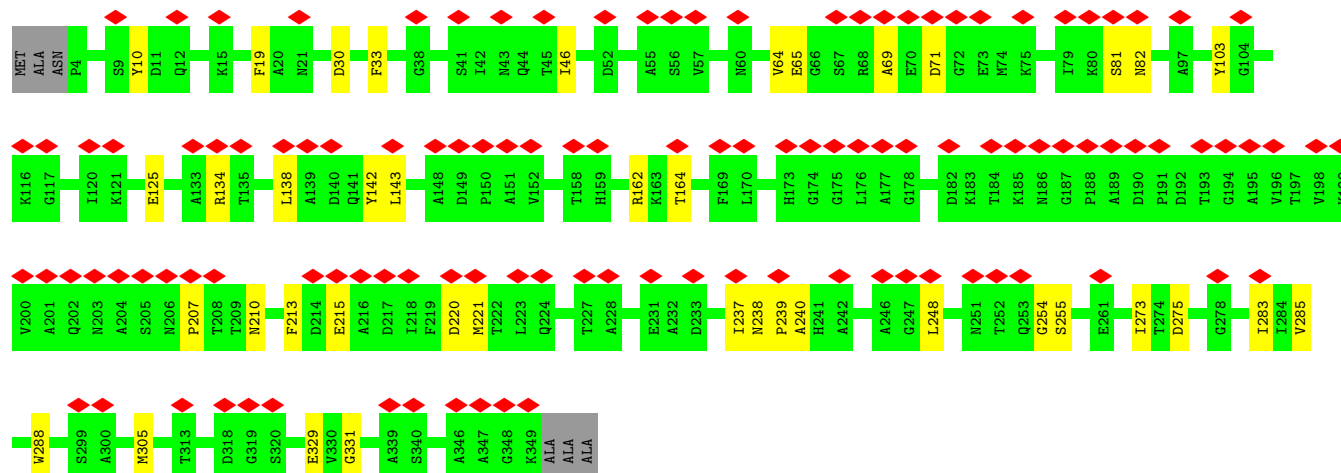 MET ALA ASN P4 S9 Y10 D11 Q12 K15 F19 A20 N21 D30 F33 G38 S41 I42 N43 Q44 T45 I46 D52 A55 S56 V57 N60 V64 E65 G66 S67 R68 A69 E70 D71 G72 E73 M74 K75 I79 K80 S81 N82 A97 Y103 G104
K116 G117 I120 K121 E125 A133 R134 T135 L138 A139 D140 Q141 Y142 L143 A148 D149 P150 A151 V152 T158 H159 R162 K163 T164 F169 L170 H173 G174 G175 L176 A177 G178 D182 K183 T184 K185 N186 G187 P188 A189 D190 P191 D192 T193 G194 A195 V196 T197 V198
V200 A201 Q202 N203 A204 S205 N206 P207 T208 T209 N210 F213 D214 E215 A216 D217 I218 F219 D220 M221 T222 L223 Q224 T227 A228 E231 A232 D233 I237 N238 P239 A240 H241 A242 A246 G247 L248 N251 T252 Q253 G254 S255 E261 I273 T274 D275 G278 I283 I284 V285
W288 S299 A300 M305 T313 D318 G319 S320 E329 V330 G331 A339 S340 A346 A347 G348 K349 ALA ALA ALA